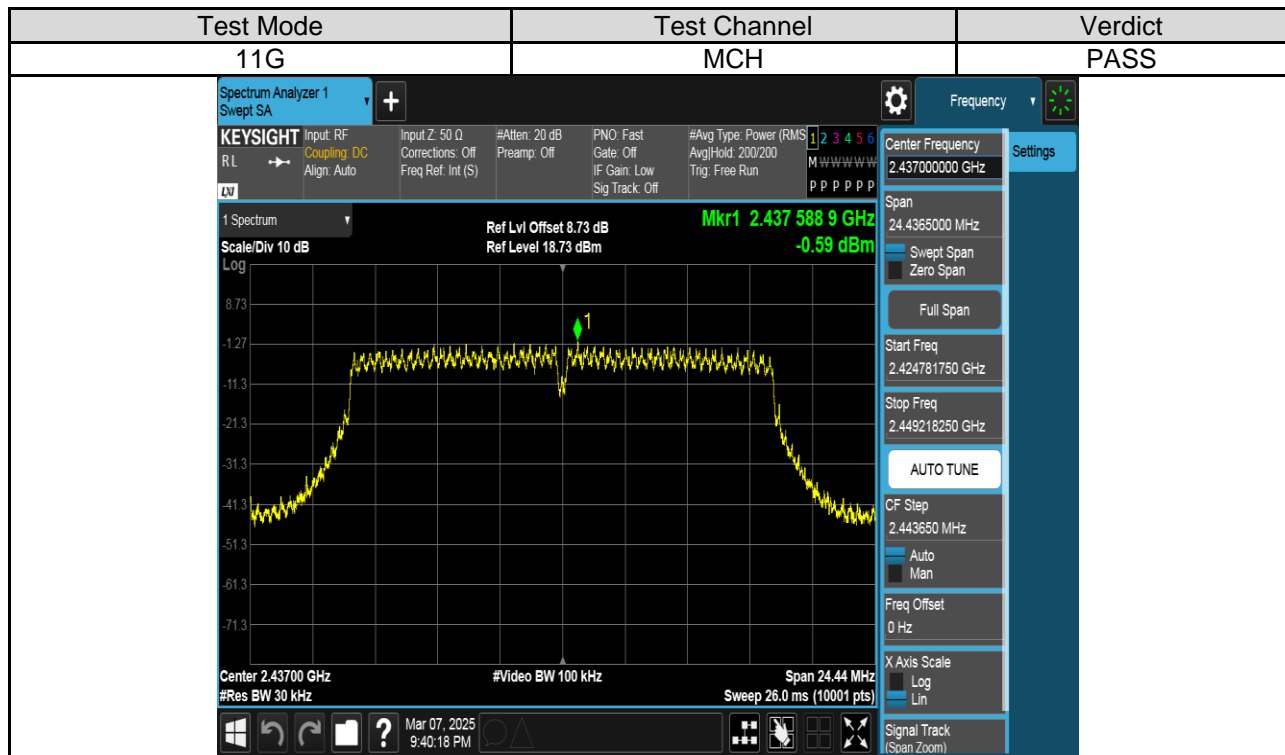 Test Mode Test Channel Verdict
11G MCH PASS
Spectrum Analyzer 1
Swept SA
+
Frequency
KEYSIGHT
RL
LXI
Input: RF
Coupling: DC
Align: Auto
Input Z: 50 Ω
Corrections: Off
Freq Ref: Int (S)
#Atten: 20 dB
Preamp: Off
PNO: Fast
Gate: Off
IF Gain: Low
Sig Track: Off
#Avg Type: Power (RMS
Avg|Hold: 200/200
Trig: Free Run
1 2 3 4 5 6
M W W W W W
P P P P P P
1 Spectrum
Scale/Div 10 dB
Ref Lvl Offset 8.73 dB
Ref Level 18.73 dBm
Mkr1 2.437 588 9 GHz
-0.59 dBm
Log
8.73
-1.27
-11.3
-21.3
-31.3
-41.3
-51.3
-61.3
-71.3
1
Center 2.43700 GHz
#Res BW 30 kHz
#Video BW 100 kHz
Span 24.44 MHz
Sweep 26.0 ms (10001 pts)
?
Mar 07, 2025
9:40:18 PM
Center Frequency
2.437000000 GHz
Span
24.4365000 MHz
Swept Span
Zero Span
Full Span
Start Freq
2.424781750 GHz
Stop Freq
2.449218250 GHz
AUTO TUNE
CF Step
2.443650 MHz
Auto
Man
Freq Offset
0 Hz
X Axis Scale
Log
Lin
Signal Track
(Span Zoom)
Settings